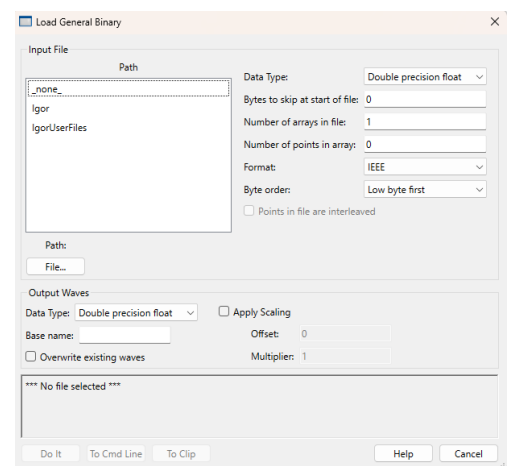 Load General Binary
Input File
Path
_none_
Igor
IgorUserFiles
Path:
File...
Data Type: Double precision float
Bytes to skip at start of file: 0
Number of arrays in file: 1
Number of points in array: 0
Format: IEEE
Byte order: Low byte first
Points in file are interleaved
Output Waves
Data Type: Double precision float
Base name:
Overwrite existing waves
Apply Scaling
Offset: 0
Multiplier: 1
*** No file selected ***
Do It To Cmd Line To Clip Help Cancel